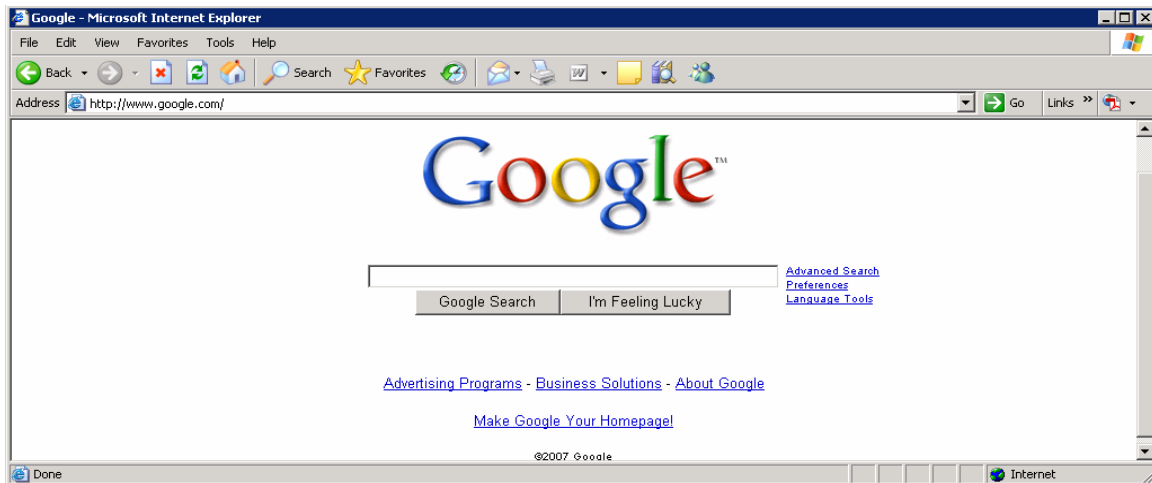 Google - Microsoft Internet Explorer
File Edit View Favorites Tools Help
Back Search Favorites W
Address http://www.google.com/ Go Links »
Google™
Advanced Search
Preferences
Language Tools
Google Search I'm Feeling Lucky
Advertising Programs - Business Solutions - About Google
Make Google Your Homepage!
©2007 Google
Done Internet